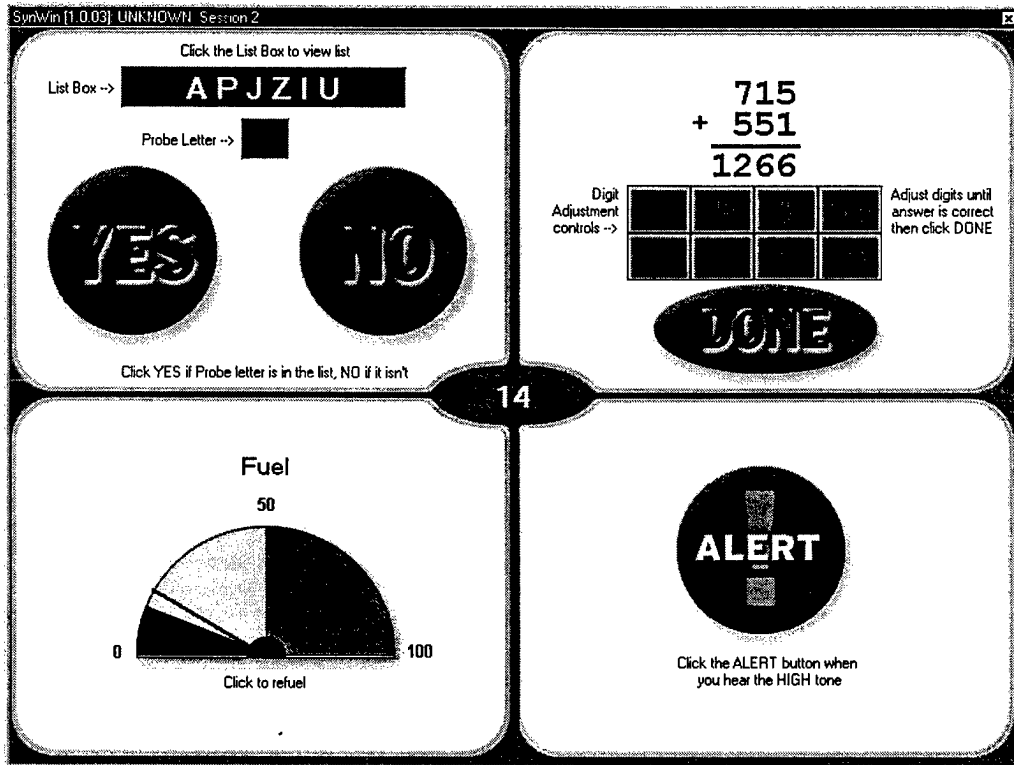 SynWin [1.0.03]: UNKNOWN Session 2
Click the List Box to view list
List Box -->
A P J Z I U
Probe Letter -->
YES
NO
Click YES if Probe letter is in the list, NO if it isn't
715
+ 551
1266
Digit
Adjustment
controls -->
Adjust digits until
answer is correct
then click DONE
DONE
14
Fuel
50
0
100
Click to refuel
ALERT
Click the ALERT button when
you hear the HIGH tone